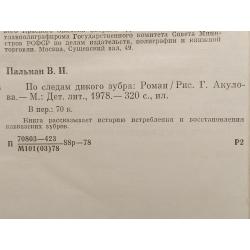 главполиграфпрома Государственного комитета Совета Мини-
стров РСФСР по делам издательств, полиграфии и книжной
торговли. Москва, Сущевский вал, 49.
Пальман В. И.
По следам дикого зубра: Роман/Рис. Г. Акуло-
ва.— М.: Дет. лит., 1978.— 320 с., ил.
В пер.: 70 к.
Книга рассказывает историю истребления и восстановления
кавказских зубров.
П 70803—423 88р—78 Р2
М101(03)78